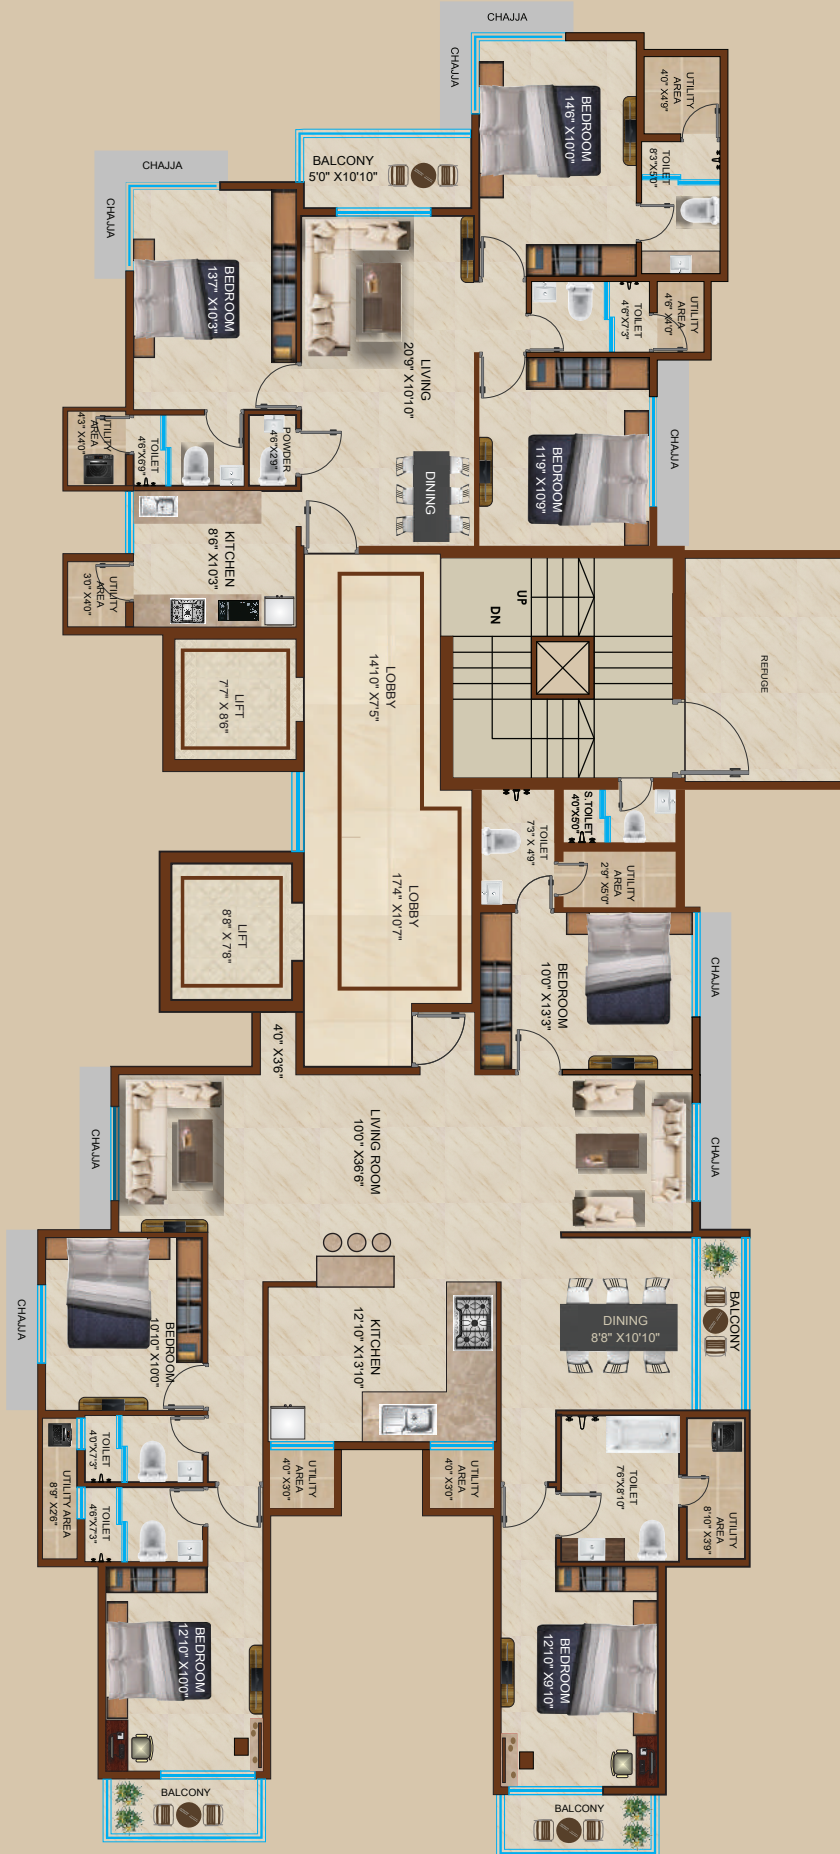 CHAJJA
CHAJJA
BEDROOM
14'6" X10'0"
UTILITY
AREA
4'0" X4'9"
TOILET
8'3"X5'0"
CHAJJA
CHAJJA
BALCONY
5'0" X10'10"
BEDROOM
13'7" X10'3"
LIVING
20'9" X10'10"
TOILET
4'6"X7'3"
UTILITY
AREA
4'6" X4'0"
CHAJJA
BEDROOM
11'9" X10'9"
DINING
POWDER
4'6"X2'9"
TOILET
4'6"X6'9"
UTILITY
AREA
4'3" X4'0"
KITCHEN
8'6" X10'3"
UTILITY
AREA
3'0" X4'0"
UP
DN
REFUGE
LIFT
7'7" X 8'6"
LOBBY
14'10" X7'5"
S.TOILET
4'0"X5'0"
TOILET
7'3" X 4'9"
UTILITY
AREA
2'9" X5'0"
LIFT
8'8" X 7'8"
LOBBY
17'4" X10'7"
BEDROOM
10'0" X13'3"
CHAJJA
4'0" X3'6"
LIVING ROOM
10'0" X36'6"
CHAJJA
CHAJJA
CHAJJA
BEDROOM
10'10" X10'0"
KITCHEN
12'10" X13'10"
DINING
8'8" X10'10"
BALCONY
TOILET
4'0"X7'3"
UTILITY AREA
8'9" X2'6"
TOILET
4'6"X7'3"
UTILITY
AREA
4'0" X3'0"
UTILITY
AREA
4'0" X3'0"
TOILET
7'6"X8'10"
UTILITY
AREA
8'10" X3'9"
BEDROOM
12'10" X10'0"
BEDROOM
12'10" X9'10"
BALCONY
BALCONY